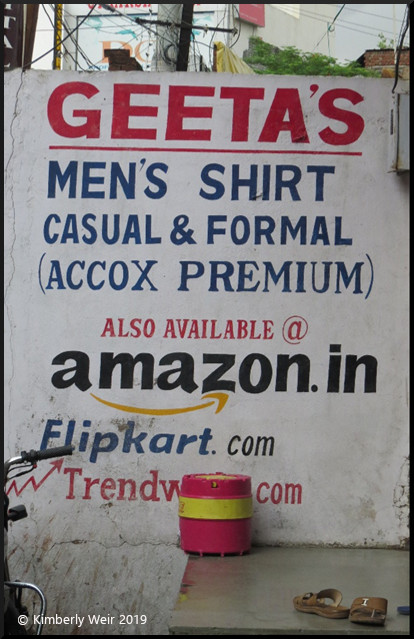 GEETA'S
MEN'S SHIRT
CASUAL & FORMAL
(ACCOX PREMIUM)
ALSO AVAILABLE @
amazon.in
Flipkart.com
.com
© Kimberly Weir 2019